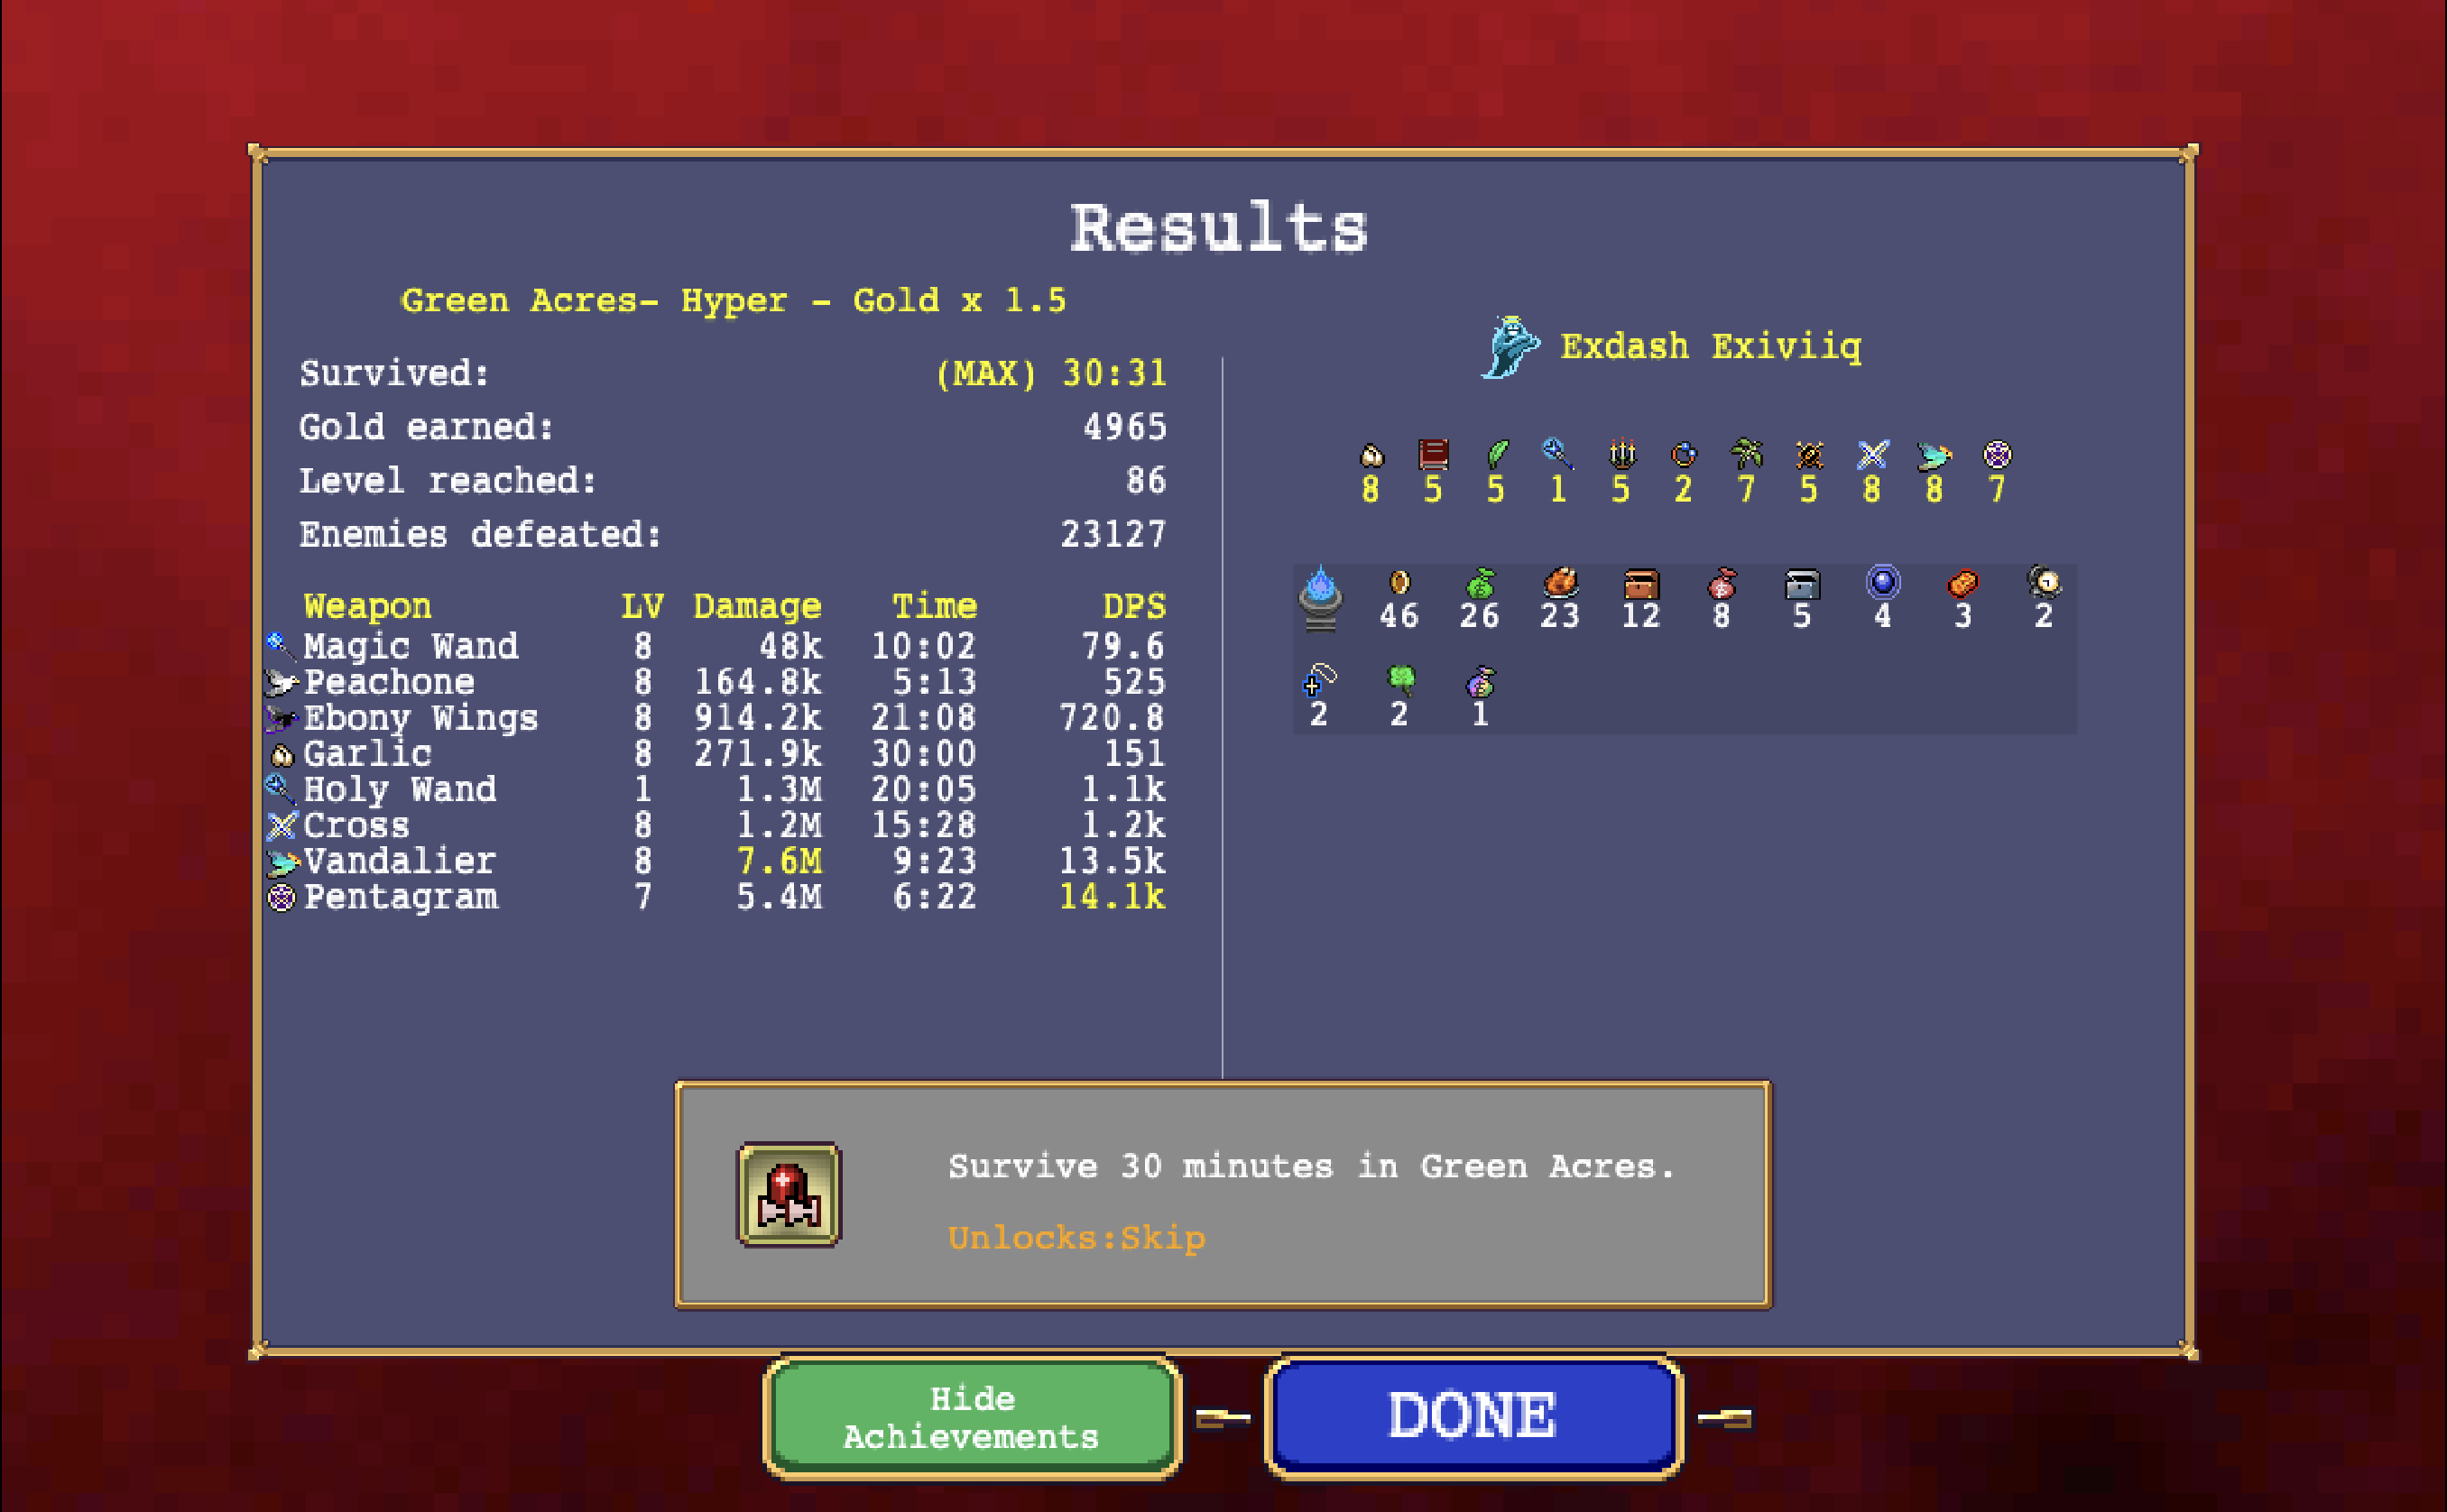 Results
Green Acres- Hyper - Gold x 1.5
Survived: (MAX) 30:31
Gold earned: 4965
Level reached: 86
Enemies defeated: 23127
Weapon LV Damage Time DPS
Magic Wand 8 48k 10:02 79.6
Peachone 8 164.8k 5:13 525
Ebony Wings 8 914.2k 21:08 720.8
Garlic 8 271.9k 30:00 151
Holy Wand 1 1.3M 20:05 1.1k
Cross 8 1.2M 15:28 1.2k
Vandalier 8 7.6M 9:23 13.5k
Pentagram 7 5.4M 6:22 14.1k
Exdash Exiviiq
8 5 5 1 5 2 7 5 8 8 7
46 26 23 12 8 5 4 3 2
2 2 1
Survive 30 minutes in Green Acres.
Unlocks:Skip
Hide
Achievements
DONE